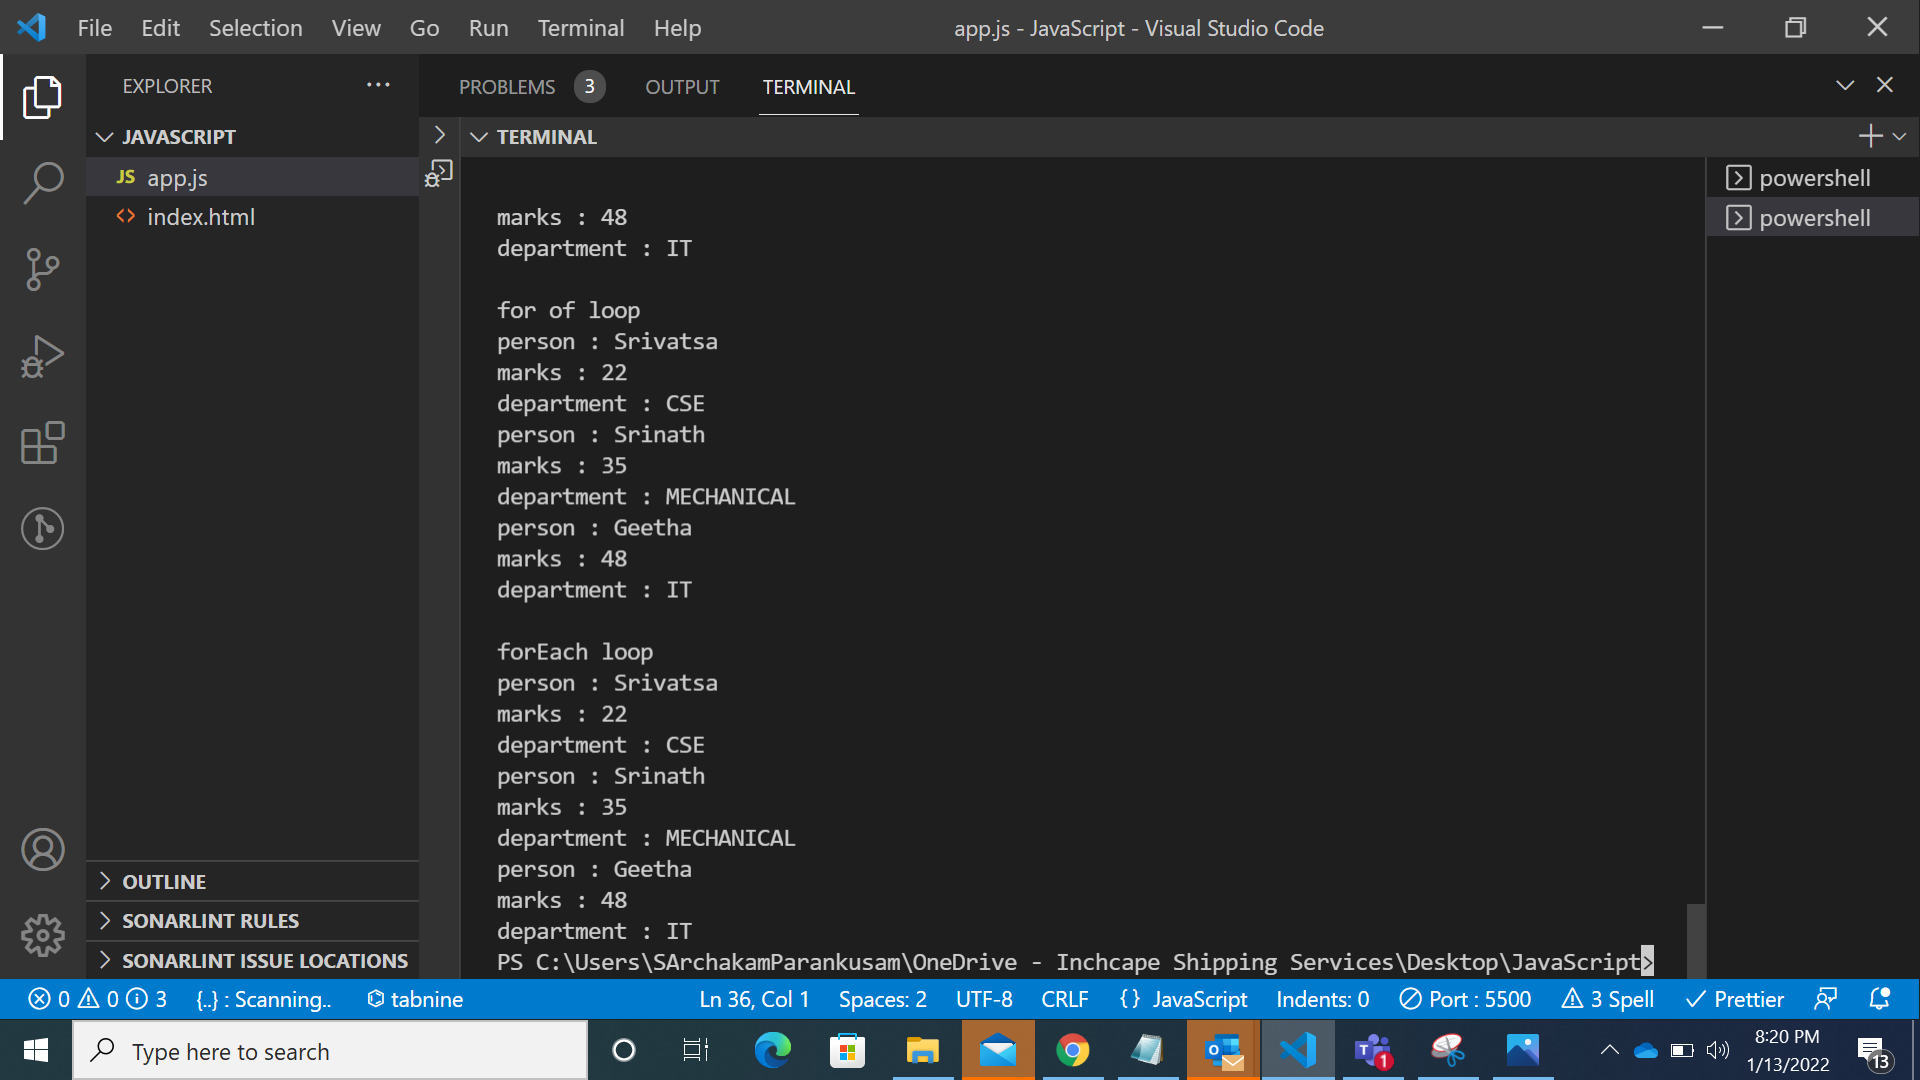 File Edit Selection View Go Run Terminal Help
app.js - JavaScript - Visual Studio Code
EXPLORER
PROBLEMS 3 OUTPUT TERMINAL
JAVASCRIPT
JS app.js
<> index.html
TERMINAL
powershell
powershell
marks : 48
department : IT
for of loop
person : Srivatsa
marks : 22
department : CSE
person : Srinath
marks : 35
department : MECHANICAL
person : Geetha
marks : 48
department : IT
forEach loop
person : Srivatsa
marks : 22
department : CSE
person : Srinath
marks : 35
department : MECHANICAL
person : Geetha
marks : 48
department : IT
PS C:\Users\SArchakamParankusam\OneDrive - Inchcape Shipping Services\Desktop\JavaScript>
OUTLINE
SONARLINT RULES
SONARLINT ISSUE LOCATIONS
0 0 3 {..} : Scanning.. tabnine Ln 36, Col 1 Spaces: 2 UTF-8 CRLF {} JavaScript Indents: 0 Port : 5500 3 Spell Prettier
Type here to search
1
8:20 PM
1/13/2022
13